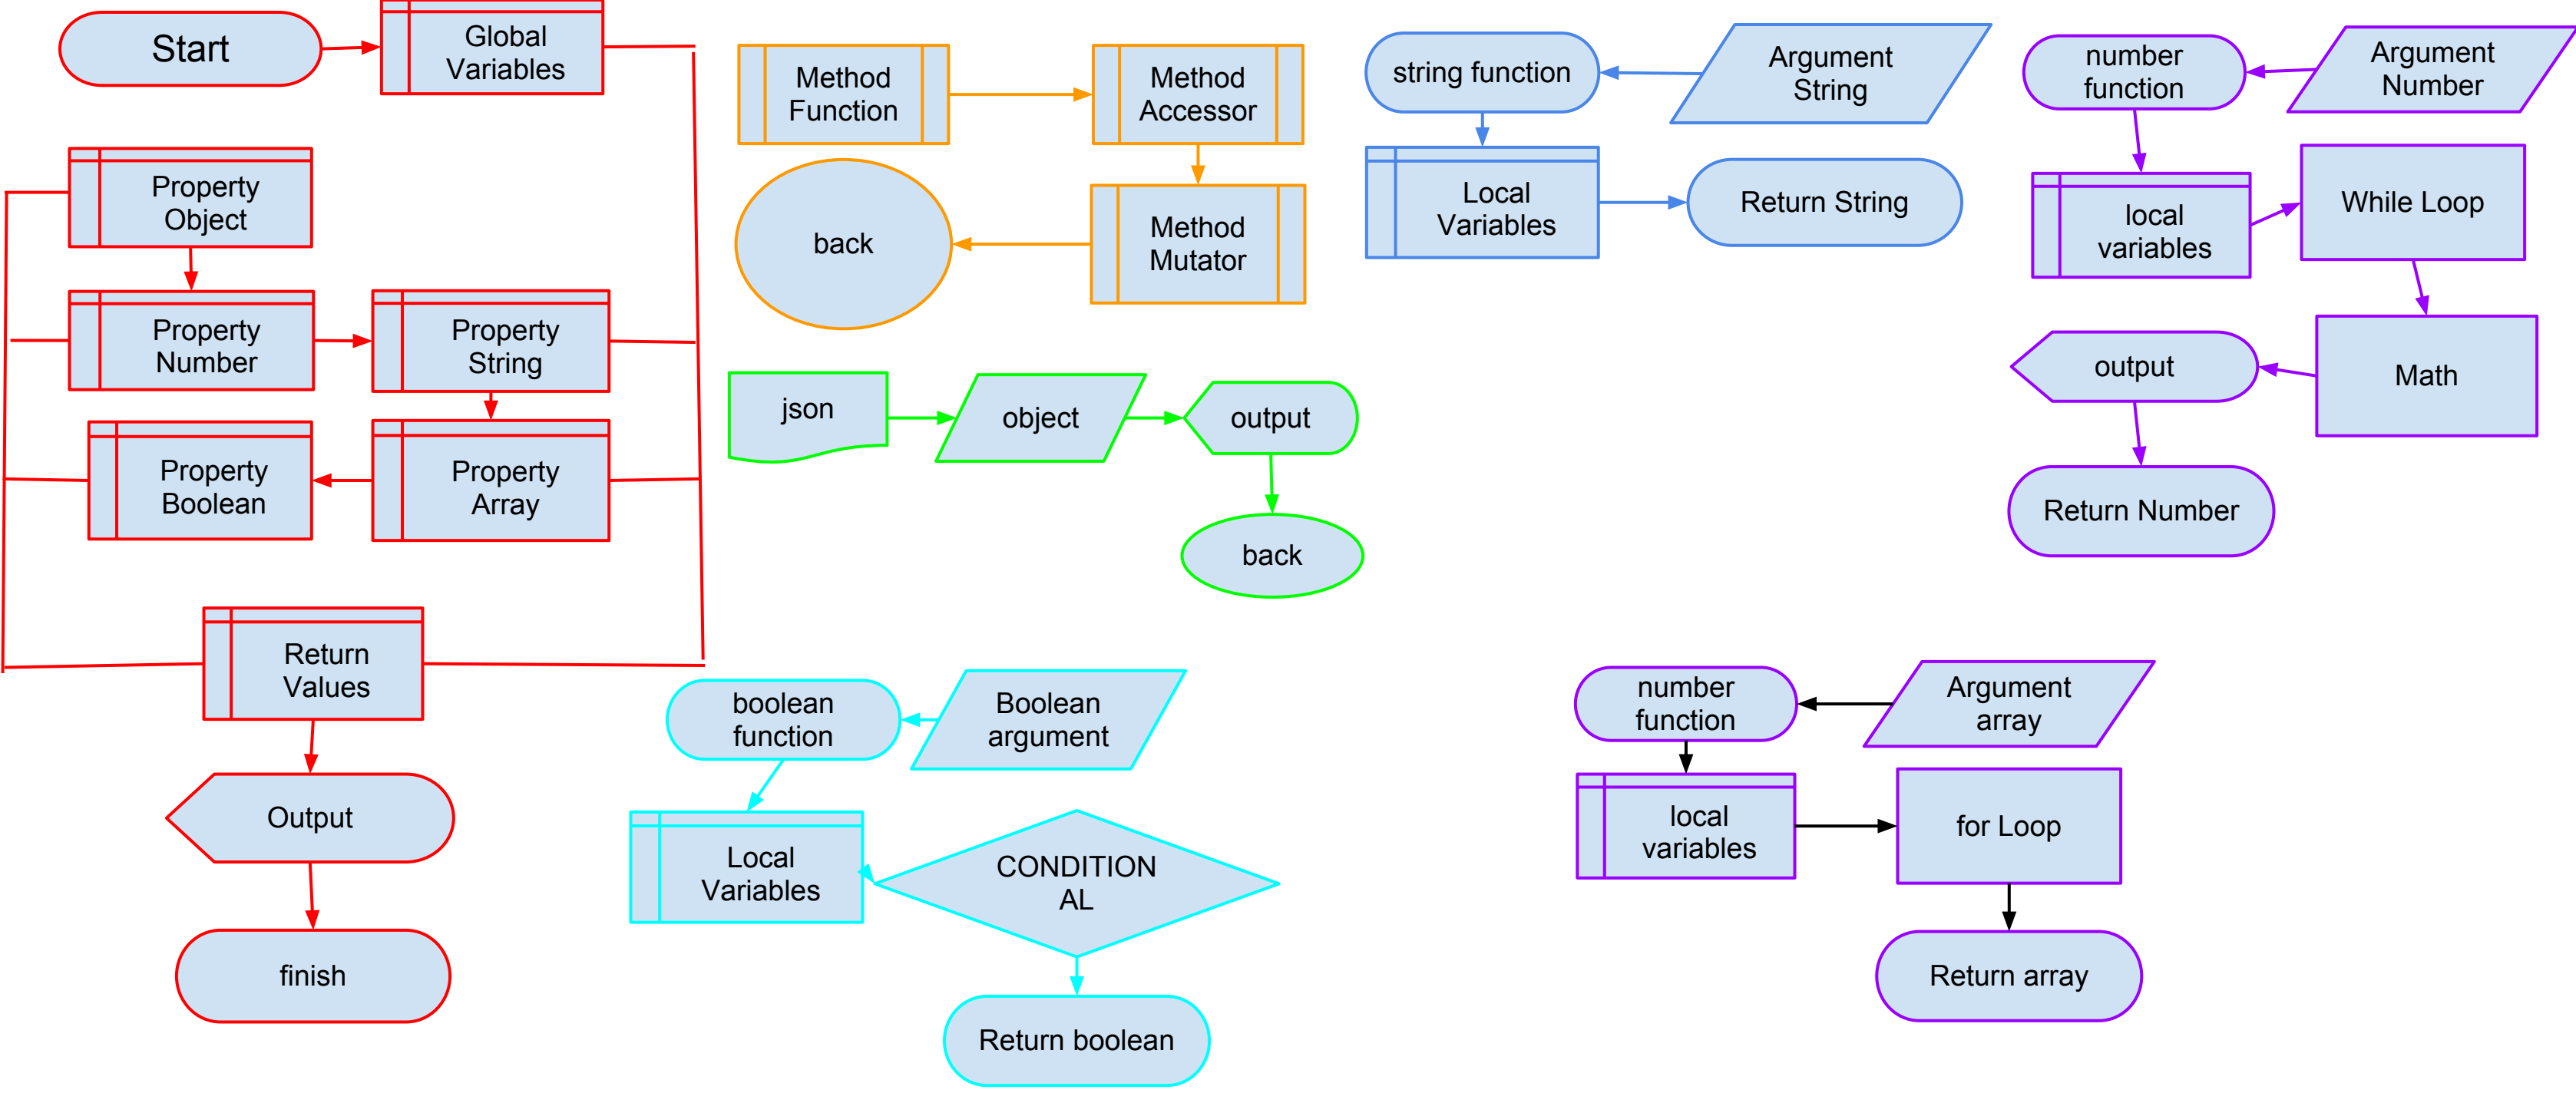 Start
Global
Variables
Property
Object
Property
Number
Property
String
Property
Boolean
Property
Array
Return
Values
Output
finish
Method
Function
Method
Accessor
back
Method
Mutator
json
object
output
back
boolean
function
Boolean
argument
Local
Variables
CONDITION
AL
Return boolean
string function
Argument
String
Local
Variables
Return String
number
function
Argument
Number
local
variables
While Loop
output
Math
Return Number
number
function
Argument
array
local
variables
for Loop
Return array